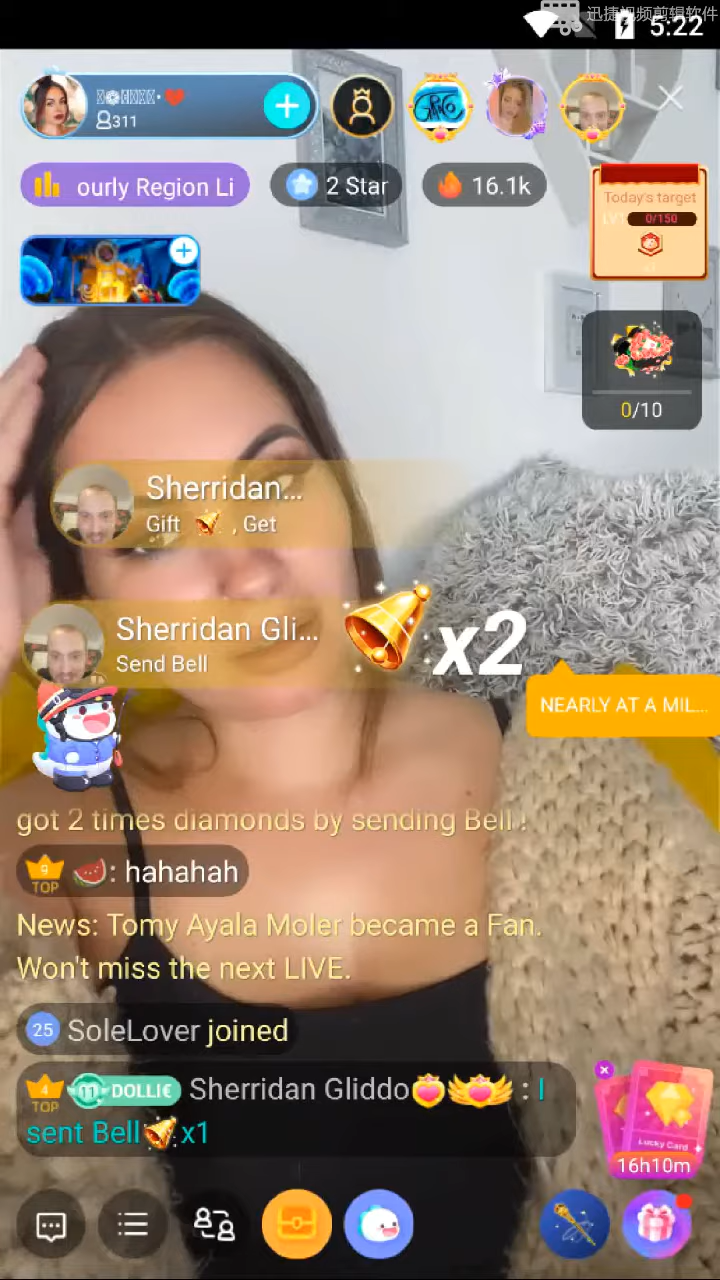 迅捷视频剪辑软件
5:22
311
ourly Region Li
2 Star
16.1k
Today's target
0/150
0/10
Sherridan...
Gift , Get
Sherridan Gli...
Send Bell
x2
NEARLY AT A MIL...
got 2 times diamonds by sending Bell !
9 TOP : hahahah
News: Tomy Ayala Moler became a Fan.
Won't miss the next LIVE.
25 SoleLover joined
4 TOP 11 DOLLIE Sherridan Gliddo : I
sent Bell x1
Lucky Card
16h10m